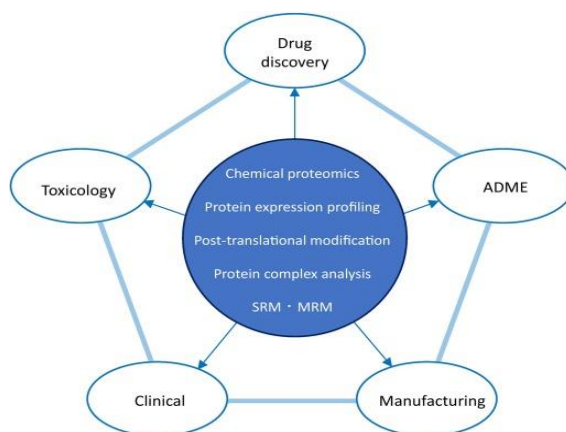 Drug
discovery
Toxicology
ADME
Chemical proteomics
Protein expression profiling
Post-translational modification
Protein complex analysis
SRM・MRM
Clinical
Manufacturing